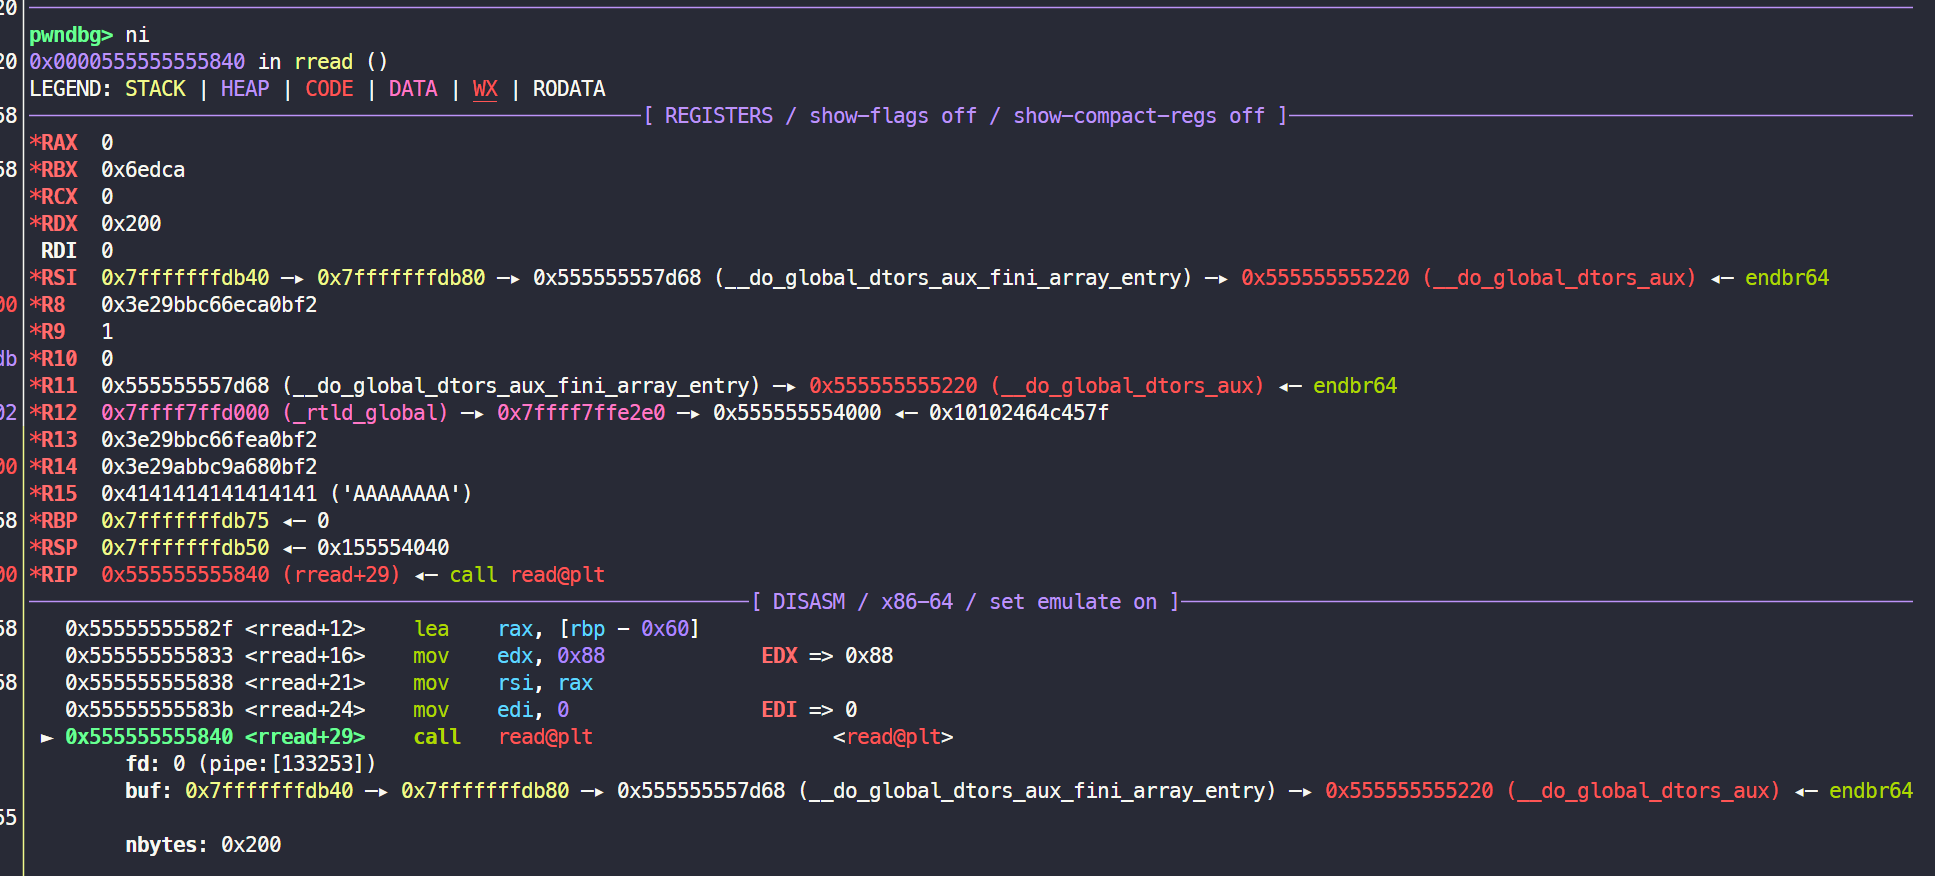 20
pwndbg> ni
20 0x0000555555555840 in rread ()
LEGEND: STACK | HEAP | CODE | DATA | WX | RODATA
58 [ REGISTERS / show-flags off / show-compact-regs off ]
*RAX 0
58 *RBX 0x6edca
*RCX 0
*RDX 0x200
RDI 0
*RSI 0x7fffffffdb40 —▸ 0x7fffffffdb80 —▸ 0x555555557d68 (__do_global_dtors_aux_fini_array_entry) —▸ 0x555555555220 (__do_global_dtors_aux) ◂— endbr64
00 *R8 0x3e29bbc66eca0bf2
*R9 1
db *R10 0
*R11 0x555555557d68 (__do_global_dtors_aux_fini_array_entry) —▸ 0x555555555220 (__do_global_dtors_aux) ◂— endbr64
02 *R12 0x7ffff7ffd000 (_rtld_global) —▸ 0x7ffff7ffe2e0 —▸ 0x555555554000 ◂— 0x10102464c457f
*R13 0x3e29bbc66fea0bf2
00 *R14 0x3e29abbc9a680bf2
*R15 0x4141414141414141 ('AAAAAAAA')
58 *RBP 0x7fffffffdb75 ◂— 0
*RSP 0x7fffffffdb50 ◂— 0x155554040
00 *RIP 0x555555555840 (rread+29) ◂— call read@plt
[ DISASM / x86-64 / set emulate on ]
58 0x55555555582f <rread+12> lea rax, [rbp - 0x60]
0x555555555833 <rread+16> mov edx, 0x88 EDX => 0x88
58 0x555555555838 <rread+21> mov rsi, rax
0x55555555583b <rread+24> mov edi, 0 EDI => 0
► 0x555555555840 <rread+29> call read@plt <read@plt>
fd: 0 (pipe:[133253])
buf: 0x7fffffffdb40 —▸ 0x7fffffffdb80 —▸ 0x555555557d68 (__do_global_dtors_aux_fini_array_entry) —▸ 0x555555555220 (__do_global_dtors_aux) ◂— endbr64
55
nbytes: 0x200